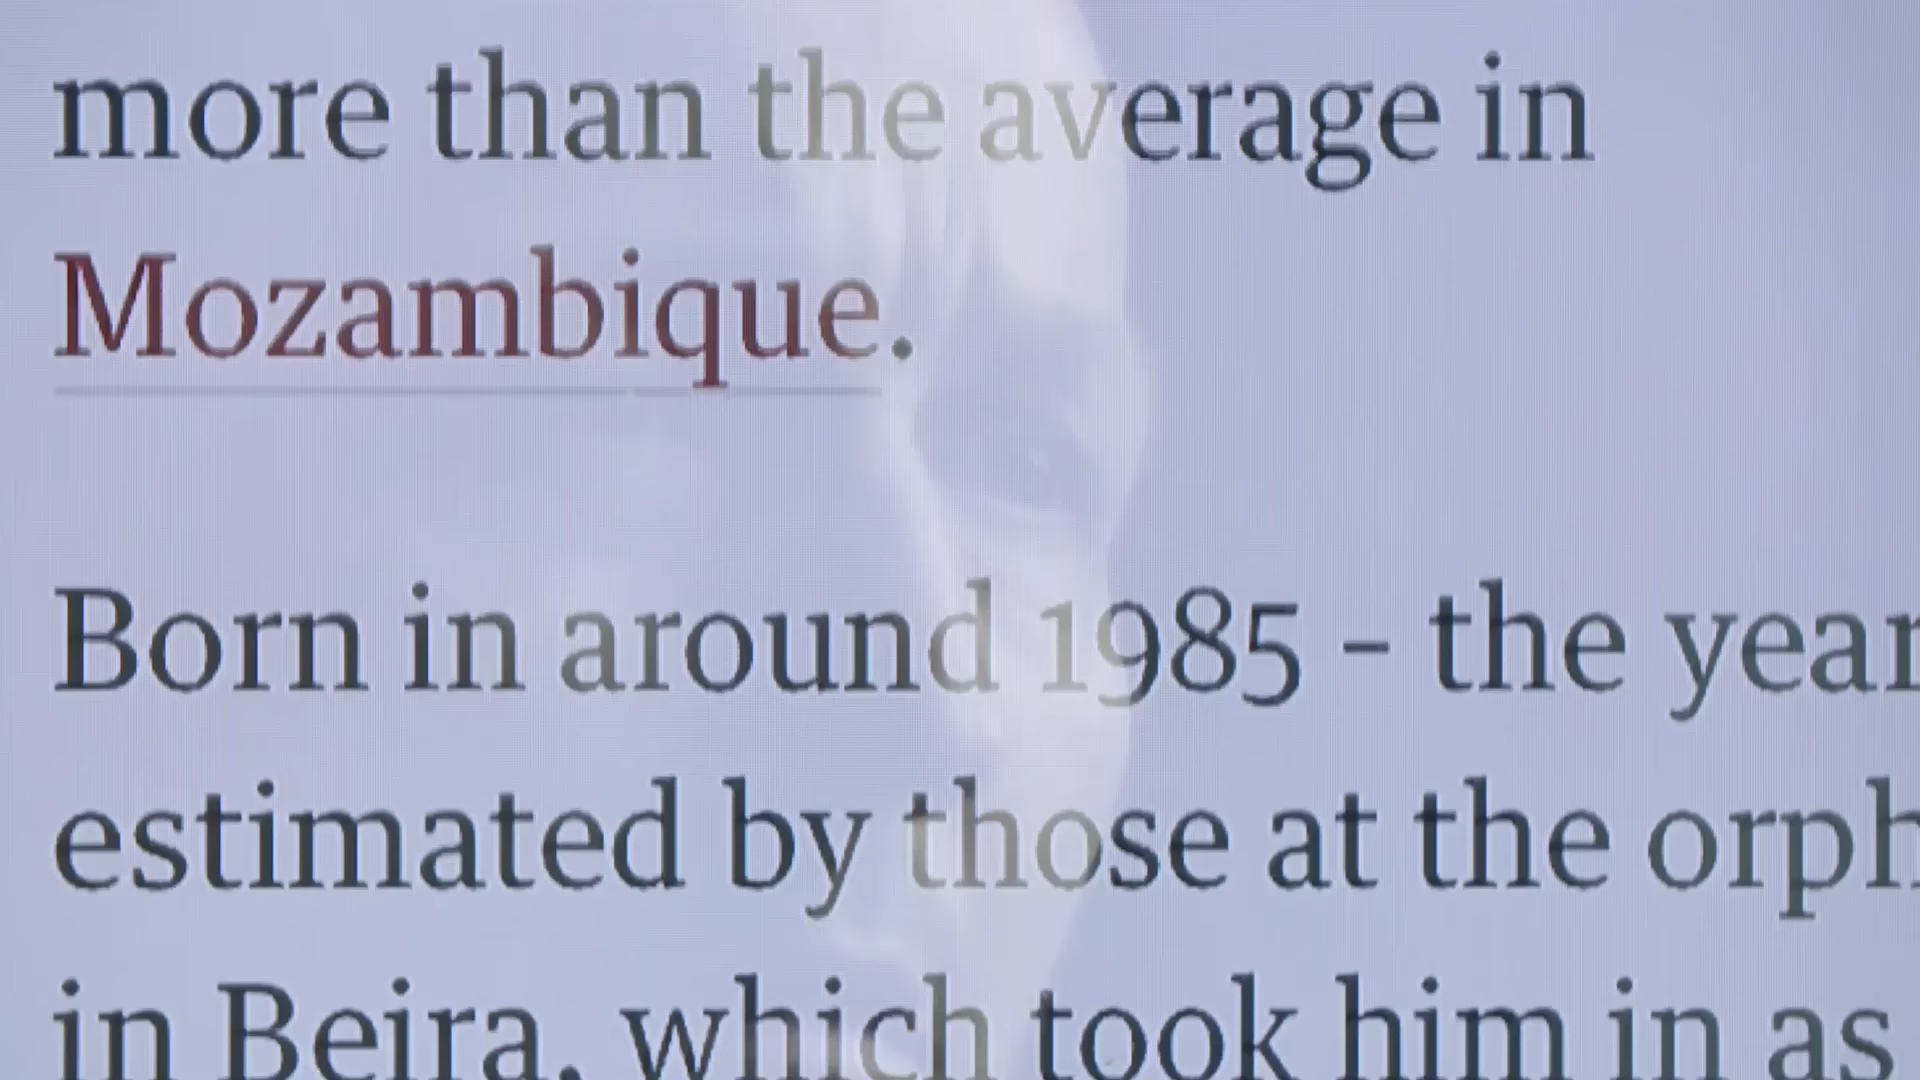 more than the average in
Mozambique.
Born in around 1985 – the year
estimated by those at the orph
in Beira, which took him in as